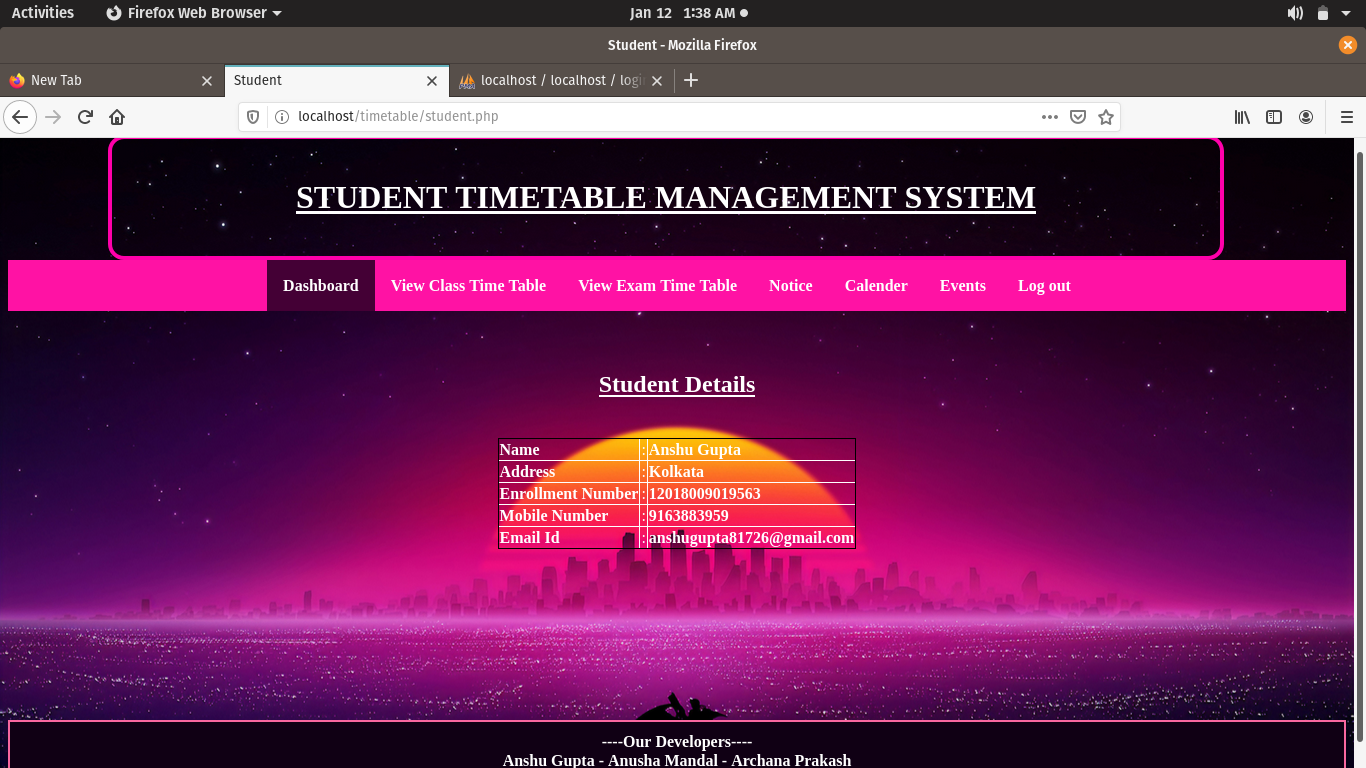 Activities Firefox Web Browser Jan 12 1:38 AM
Student - Mozilla Firefox
New Tab Student localhost / localhost / logi
localhost/timetable/student.php
STUDENT TIMETABLE MANAGEMENT SYSTEM
Dashboard View Class Time Table View Exam Time Table Notice Calender Events Log out
Student Details
Name : Anshu Gupta
Address : Kolkata
Enrollment Number : 12018009019563
Mobile Number : 9163883959
Email Id : anshugupta81726@gmail.com
----Our Developers----
Anshu Gupta - Anusha Mandal - Archana Prakash